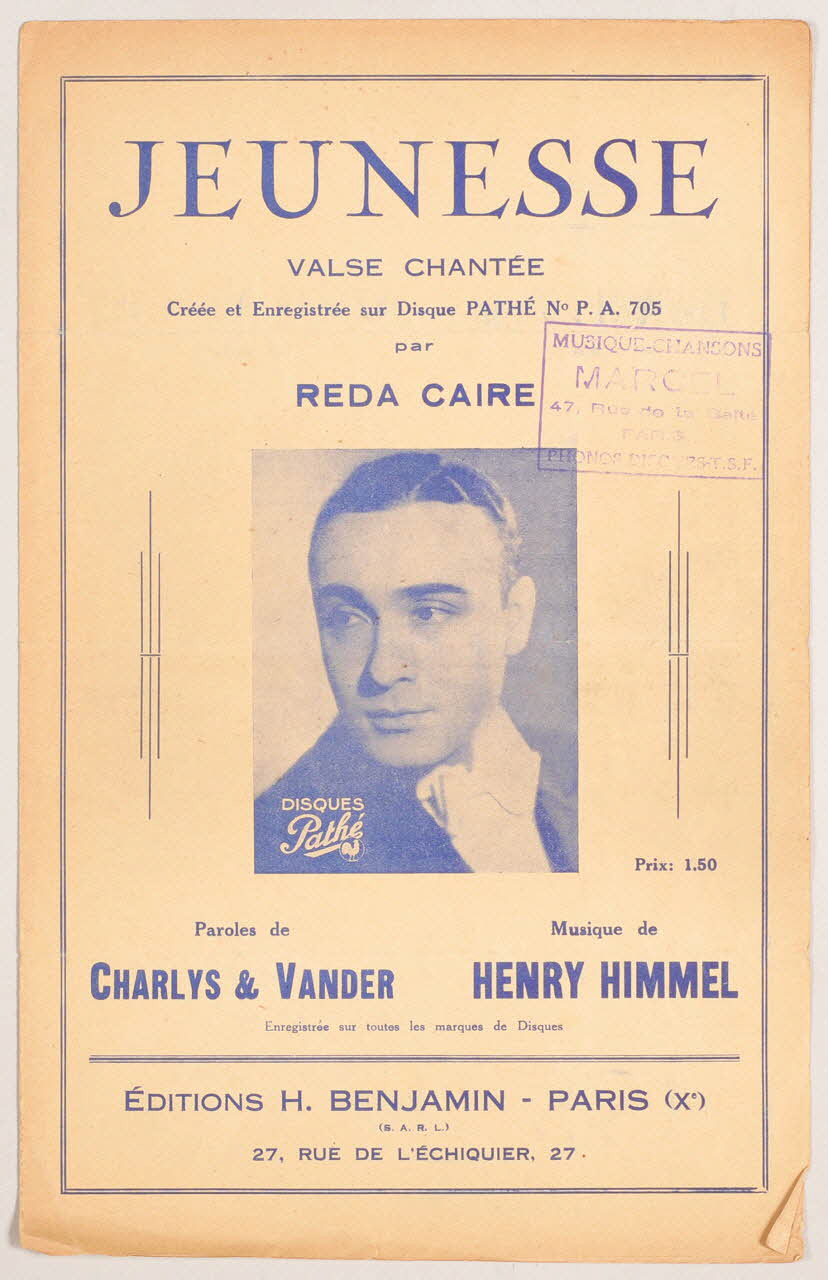 JEUNESSE
VALSE CHANTÉE
Créée et Enregistrée sur Disque PATHÉ Nº P. A. 705
par
REDA CAIRE
MUSIQUE-CHANSONS
MARCEL
47, Rue de la Gaîté
PARIS
PHONOS DISQUES-T.S.F.
DISQUES
Pathé
Prix: 1.50
Paroles de
CHARLYS & VANDER
Musique de
HENRY HIMMEL
Enregistrée sur toutes les marques de Disques
ÉDITIONS H. BENJAMIN - PARIS (Xe)
(S. A. R. L.)
27, RUE DE L'ÉCHIQUIER, 27